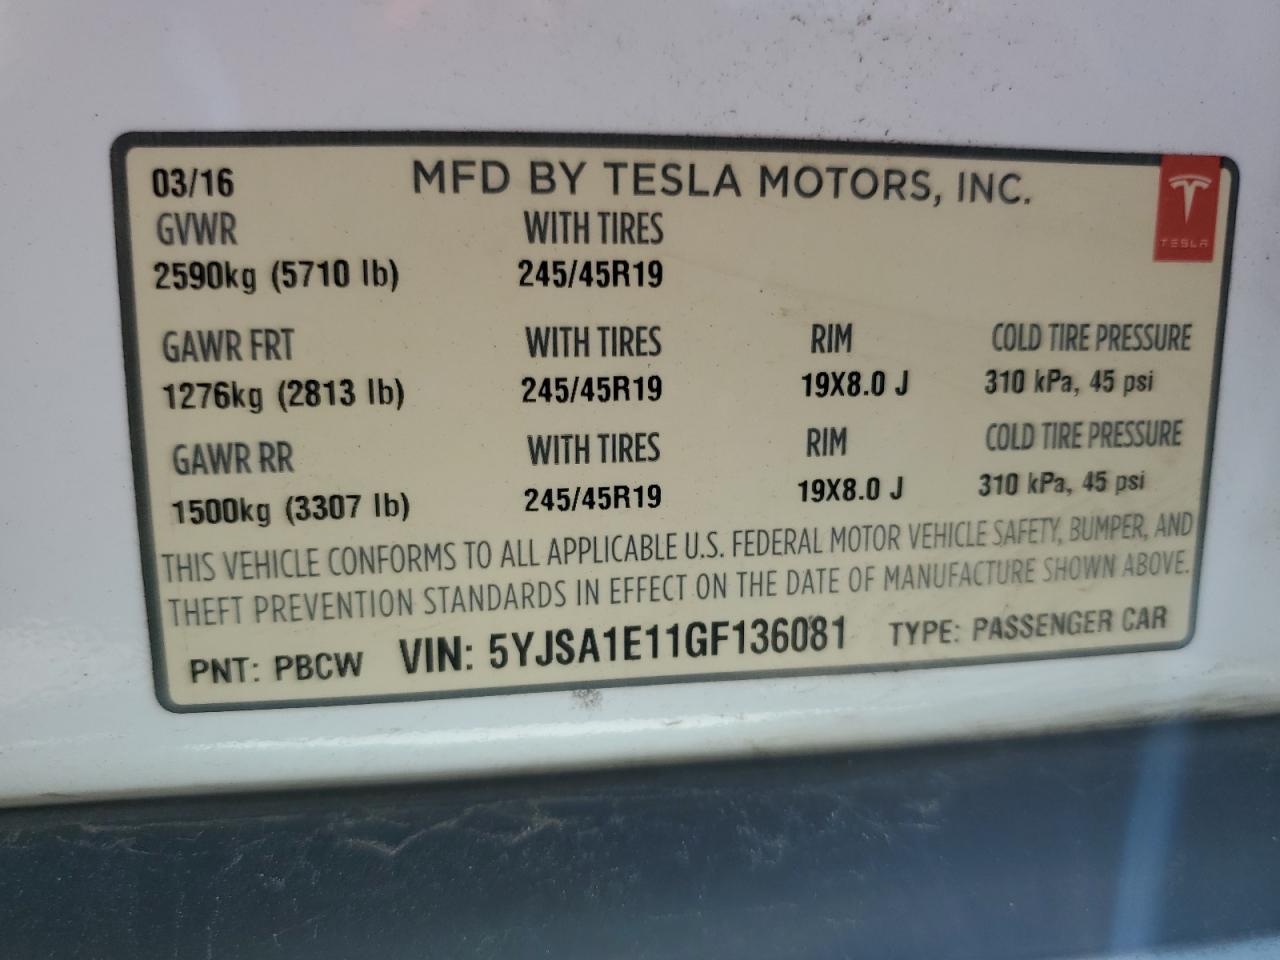 03/16 MFD BY TESLA MOTORS, INC.
TESLA
GVWR WITH TIRES
2590kg (5710 lb) 245/45R19
GAWR FRT WITH TIRES RIM COLD TIRE PRESSURE
1276kg (2813 lb) 245/45R19 19X8.0 J 310 kPa, 45 psi
GAWR RR WITH TIRES RIM COLD TIRE PRESSURE
1500kg (3307 lb) 245/45R19 19X8.0 J 310 kPa, 45 psi
THIS VEHICLE CONFORMS TO ALL APPLICABLE U.S. FEDERAL MOTOR VEHICLE SAFETY, BUMPER, AND
THEFT PREVENTION STANDARDS IN EFFECT ON THE DATE OF MANUFACTURE SHOWN ABOVE.
PNT: PBCW VIN: 5YJSA1E11GF136081 TYPE: PASSENGER CAR